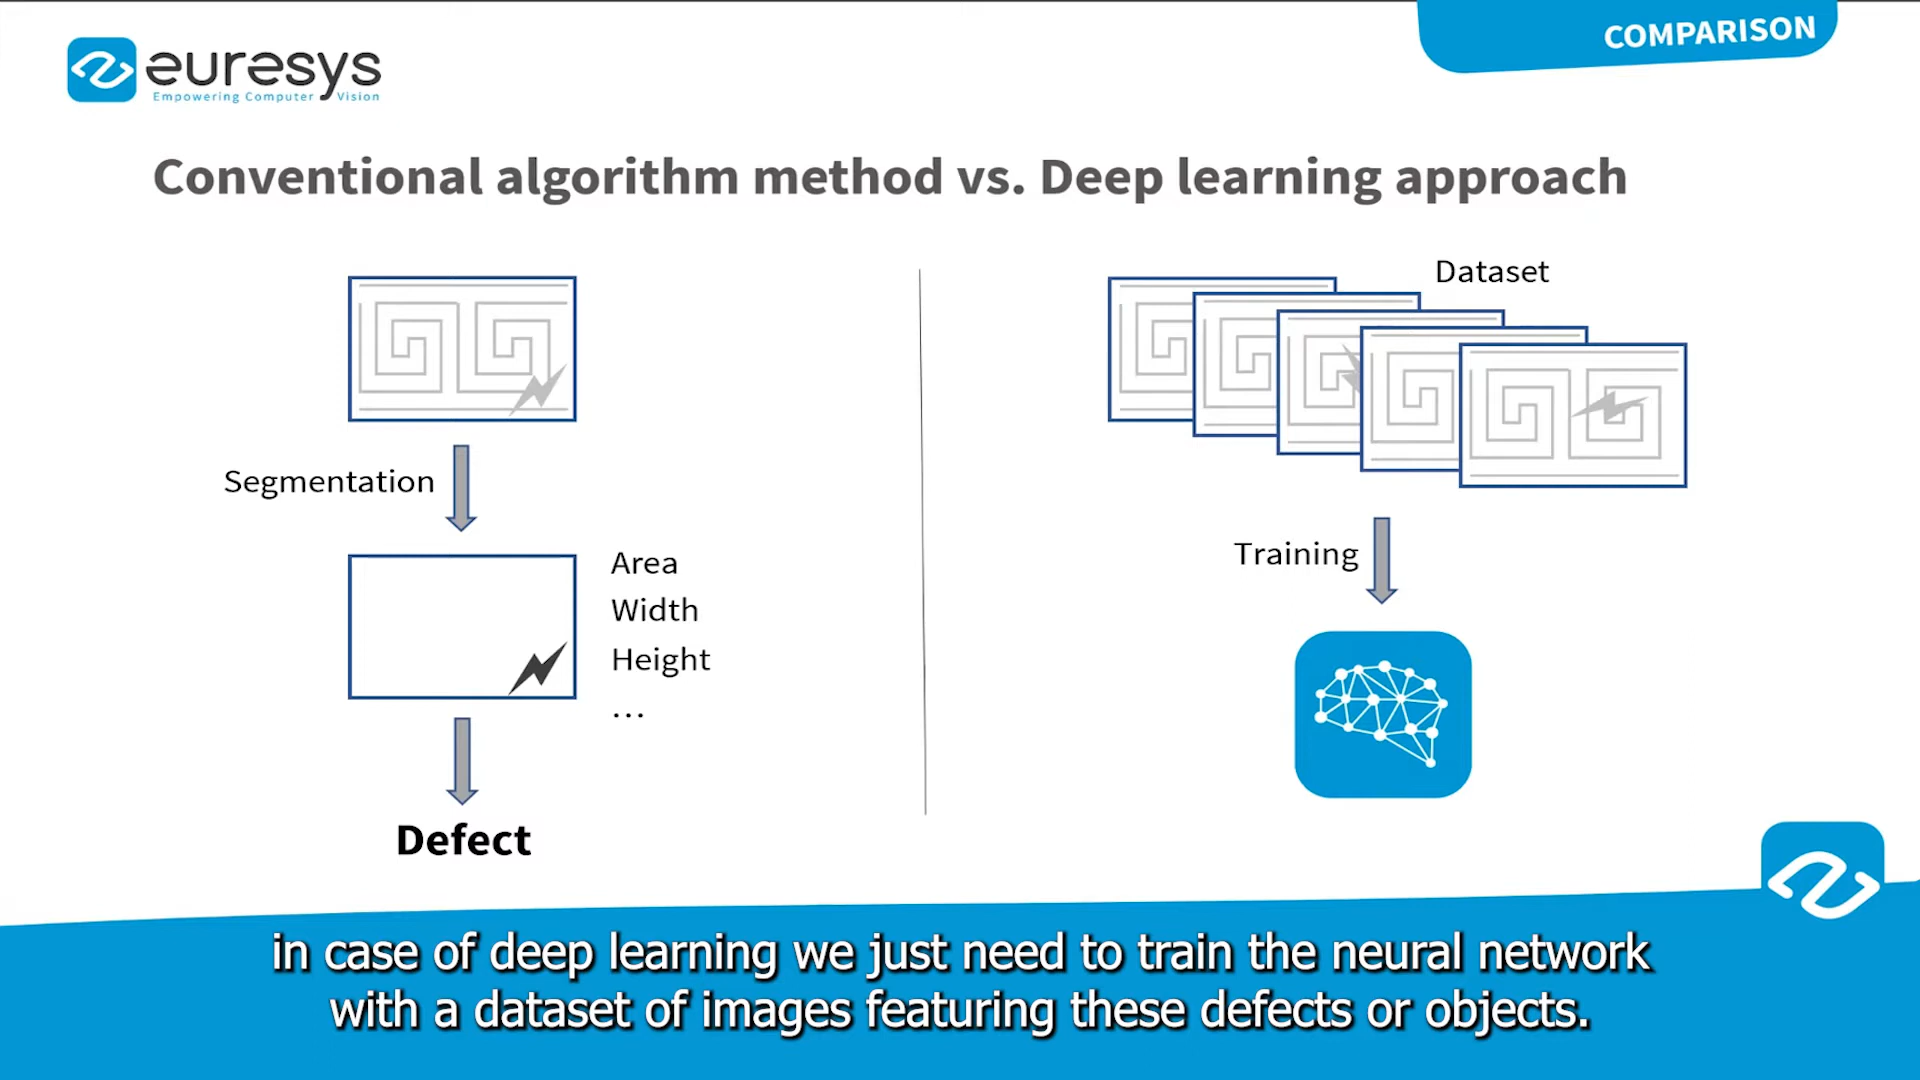 COMPARISON
euresys
Empowering Computer Vision
Conventional algorithm method vs. Deep learning approach
Segmentation
Area
Width
Height
...
Defect
Dataset
Training
in case of deep learning we just need to train the neural network
with a dataset of images featuring these defects or objects.